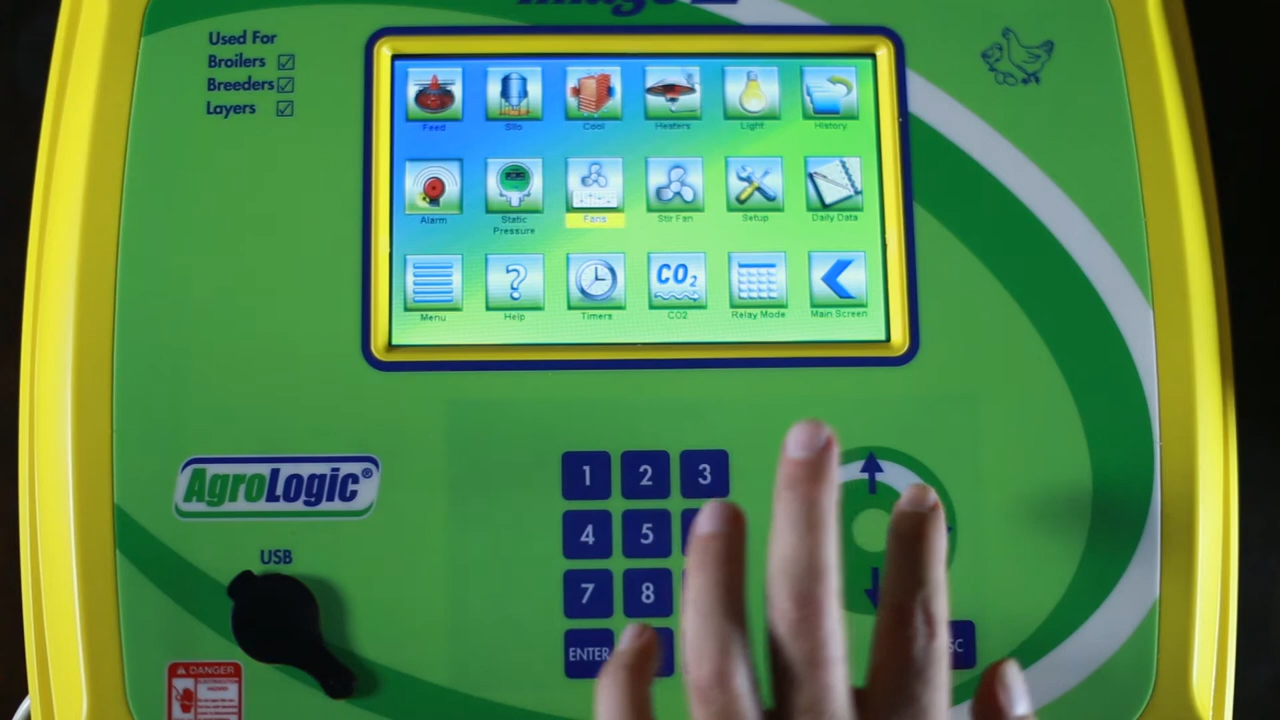 Used For
Broilers
Breeders
Layers
Feed
Silo
Cool
Heaters
Light
History
Alarm
Static
Pressure
Fans
Stir Fan
Setup
Daily Data
CO2
Menu
Help
Timers
CO2
Relay Mode
Main Screen
AgroLogic®
USB
1 2 3
4 5
7 8
ENTER
DANGER